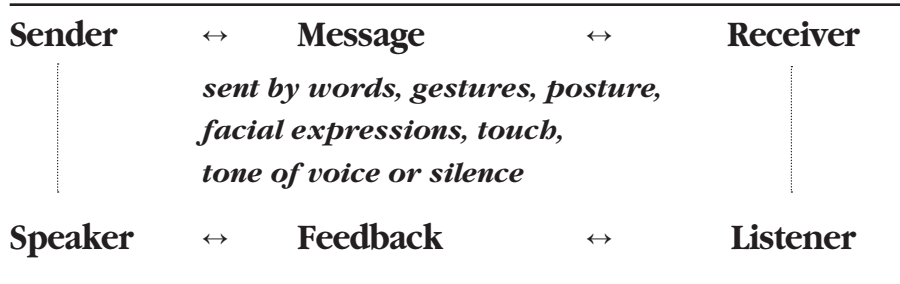 Sender ↔ Message ↔ Receiver
sent by words, gestures, posture,
facial expressions, touch,
tone of voice or silence
Speaker ↔ Feedback ↔ Listener